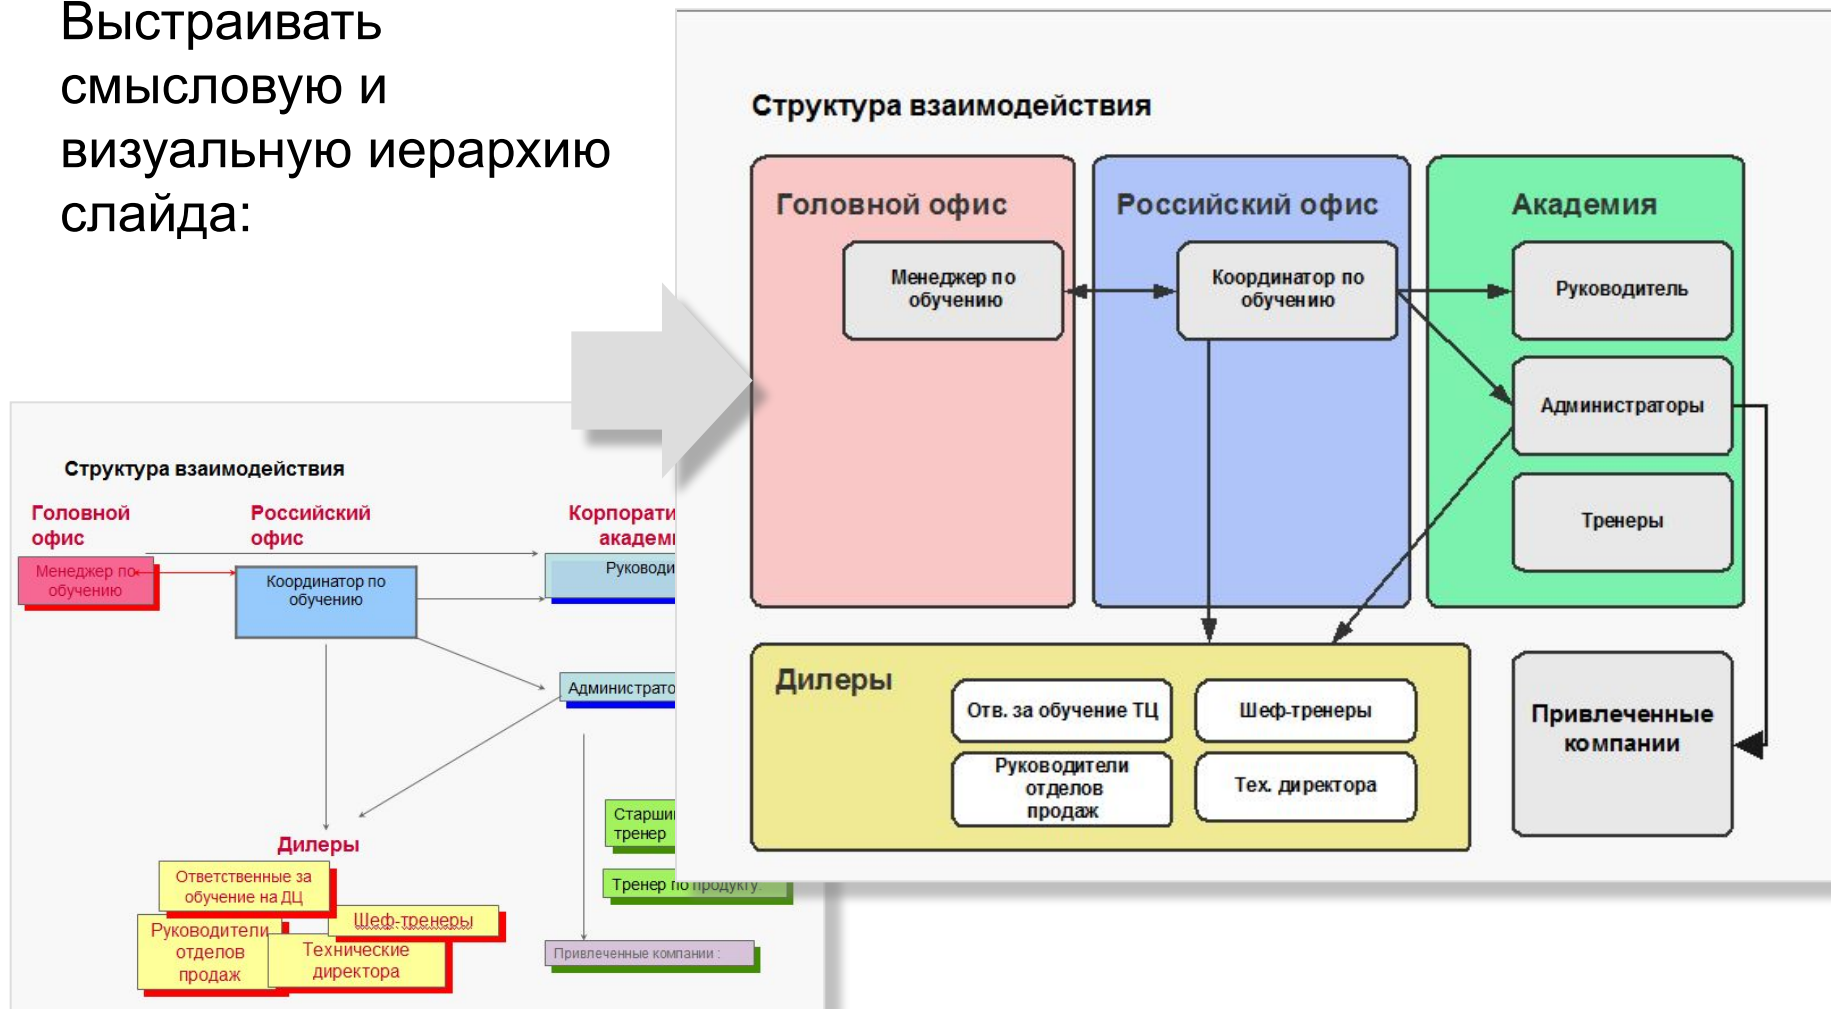 Выстраивать
смысловую и
визуальную иерархию
слайда:
Структура взаимодействия
Головной офис
Российский офис
Академия
Менеджер по
обучению
Координатор по
обучению
Руководитель
Администраторы
Тренеры
Дилеры
Отв. за обучение ТЦ
Шеф-тренеры
Руководители
отделов
продаж
Тех. директора
Привлеченные
компании
Структура взаимодействия
Головной
офис
Российский
офис
Корпорати
академ
Менеджер по
обучению
Координатор по
обучению
Руководи
Администрато
Старши
тренер
Тренер по продукту.
Дилеры
Ответственные за
обучение на ДЦ
Шеф-тренеры
Руководители
отделов
продаж
Технические
директора
Привлеченные компании :